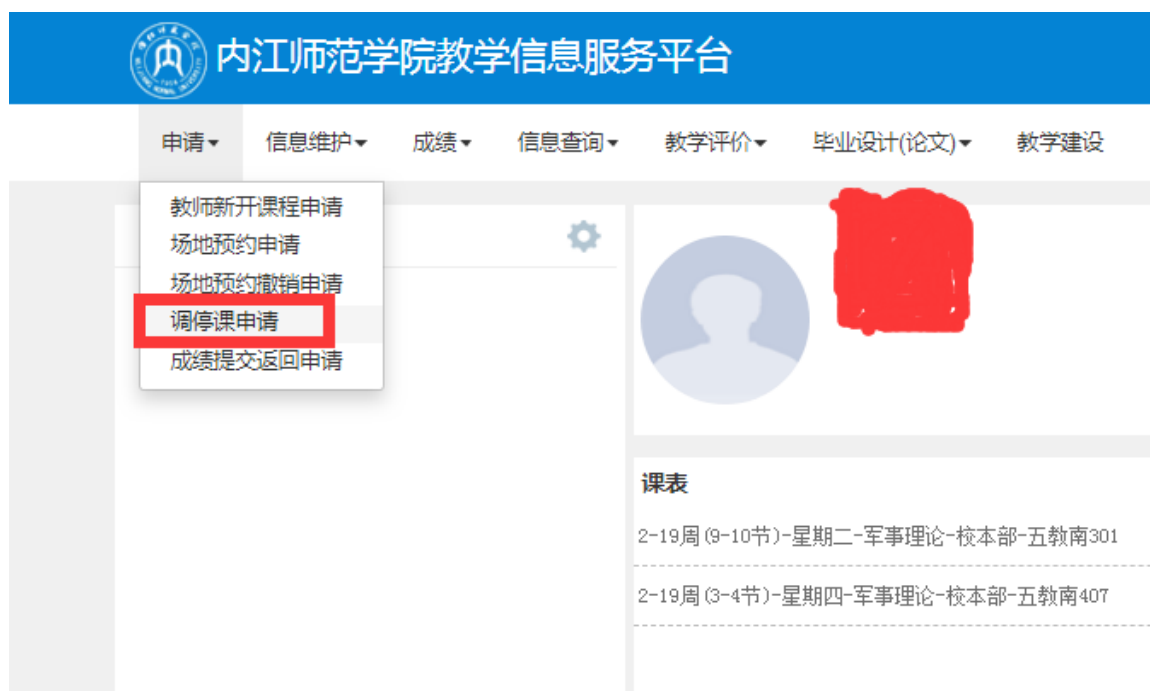 内江师范学院教学信息服务平台
申请 信息维护 成绩 信息查询 教学评价 毕业设计(论文) 教学建设
教师新开课程申请
场地预约申请
场地预约撤销申请
调停课申请
成绩提交返回申请
课表
2-19周(9-10节)-星期二-军事理论-校本部-五教南301
2-19周(3-4节)-星期四-军事理论-校本部-五教南407